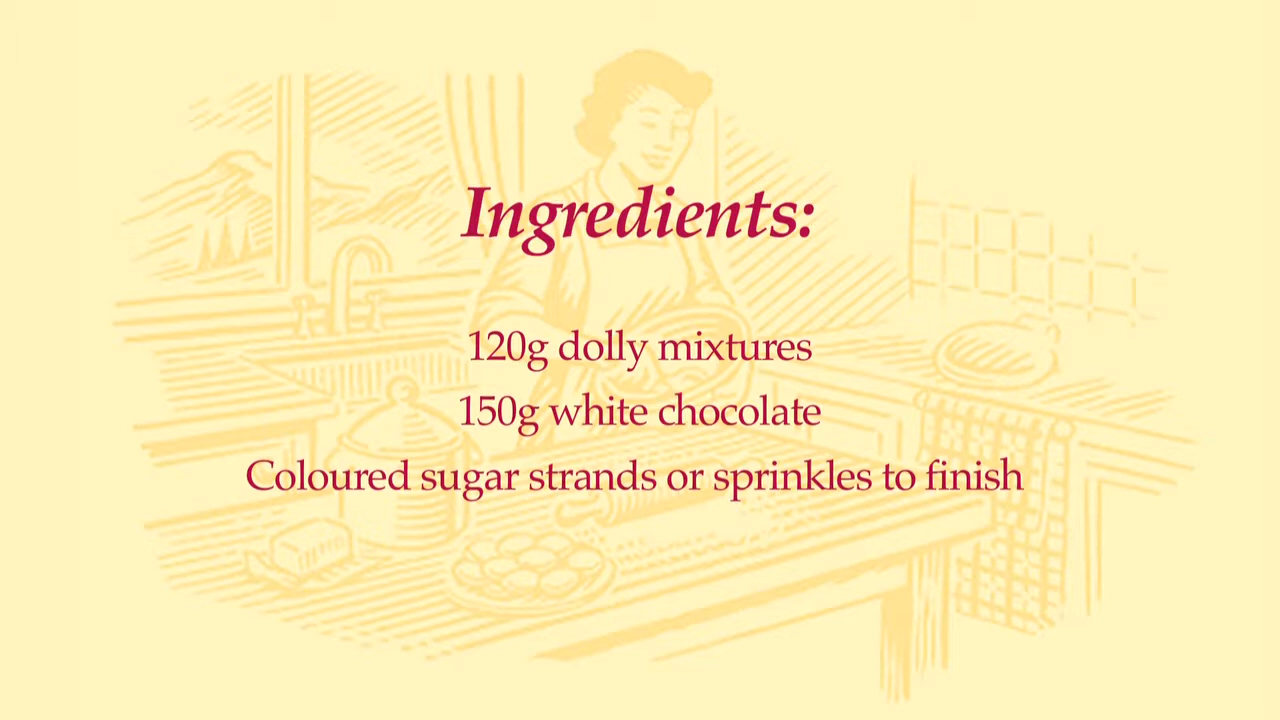 Ingredients:
120g dolly mixtures
150g white chocolate
Coloured sugar strands or sprinkles to finish